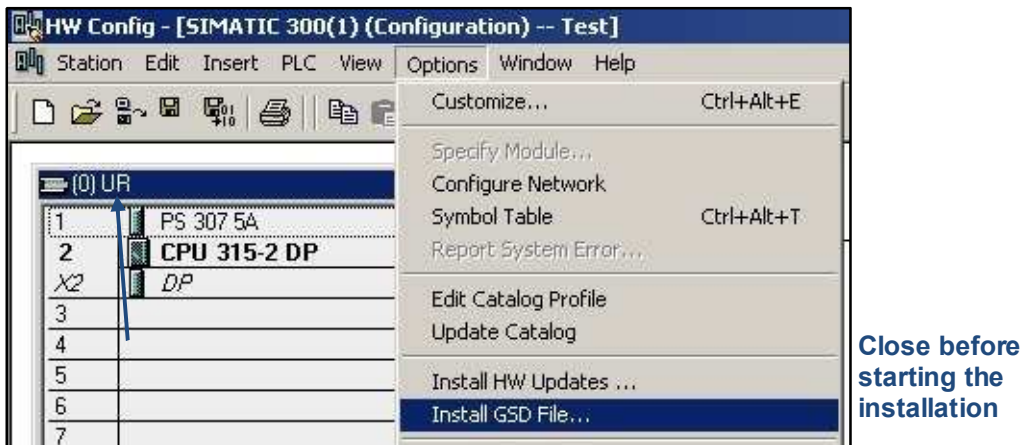 HW Config - [SIMATIC 300(1) (Configuration) -- Test]
Station Edit Insert PLC View Options Window Help
Customize... Ctrl+Alt+E
Specify Module...
Configure Network
Symbol Table Ctrl+Alt+T
Report System Error...
Edit Catalog Profile
Update Catalog
Install HW Updates ...
Install GSD File...
(0) UR
1 PS 307 5A
2 CPU 315-2 DP
X2 DP
3
4
5
6
7
Close before
starting the
installation